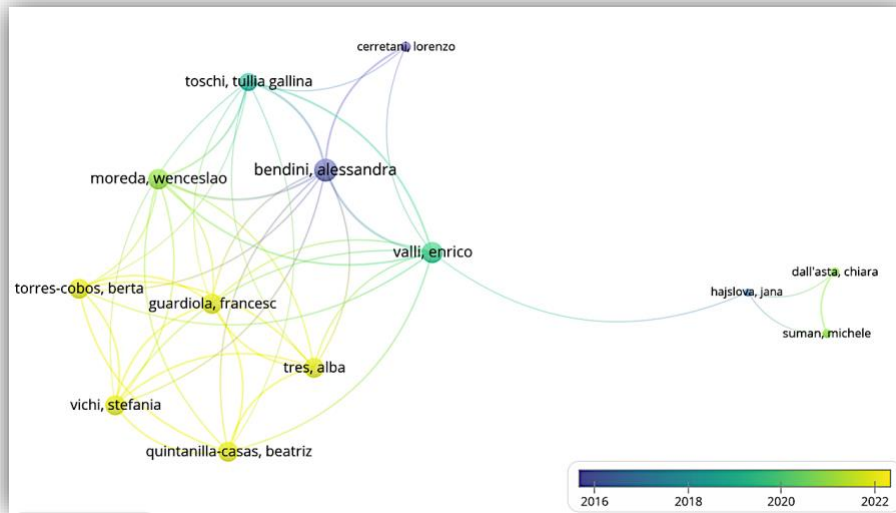 cerretani, lorenzo
toschi, tullia gallina
bendini, alessandra
moreda, wenceslao
valli, enrico
dall'asta, chiara
torres-cobos, berta
hajslova, jana
guardiola, francesc
suman, michele
tres, alba
vichi, stefania
quintanilla-casas, beatriz
2016 2018 2020 2022